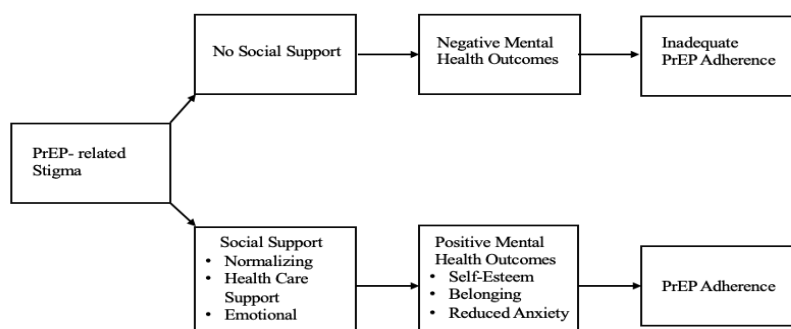 No Social Support
Negative Mental
Health Outcomes
Inadequate
PrEP Adherence
PrEP- related
Stigma
Social Support
• Normalizing
• Health Care
Support
• Emotional
Positive Mental
Health Outcomes
• Self-Esteem
• Belonging
• Reduced Anxiety
PrEP Adherence